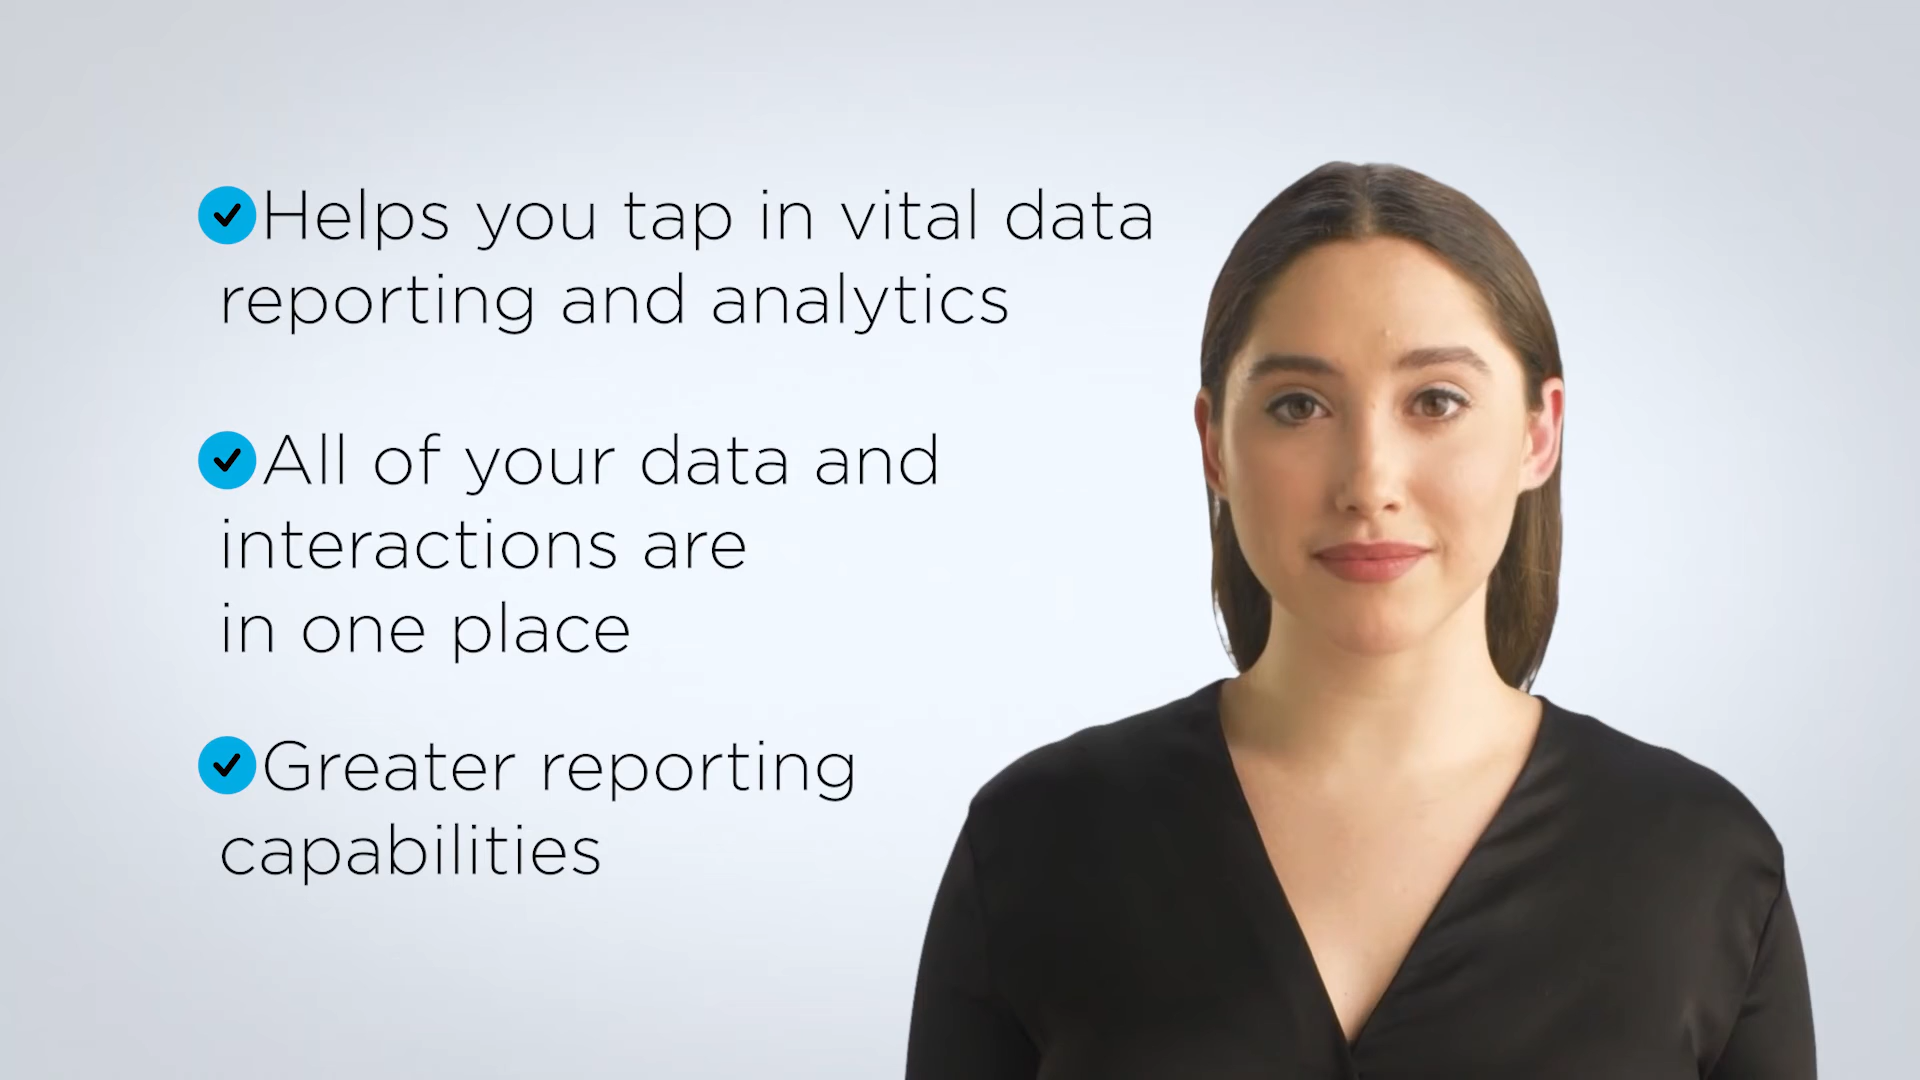 Helps you tap in vital data
reporting and analytics
All of your data and
interactions are
in one place
Greater reporting
capabilities